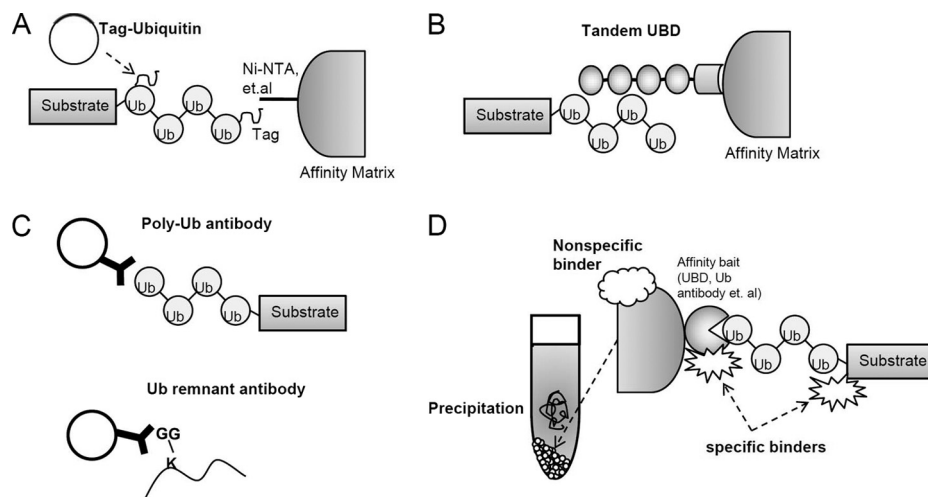 A
Tag-Ubiquitin
Substrate
Ub
Ub
Ub
Ub
Tag
Ni-NTA,
et.al
Affinity Matrix
B
Tandem UBD
Substrate
Ub
Ub
Ub
Ub
Affinity Matrix
C
Poly-Ub antibody
Ub
Ub
Ub
Ub
Substrate
Ub remnant antibody
GG
K
D
Nonspecific
binder
Affinity bait
(UBD, Ub
antibody et. al)
Ub
Ub
Ub
Ub
Substrate
Precipitation
specific binders